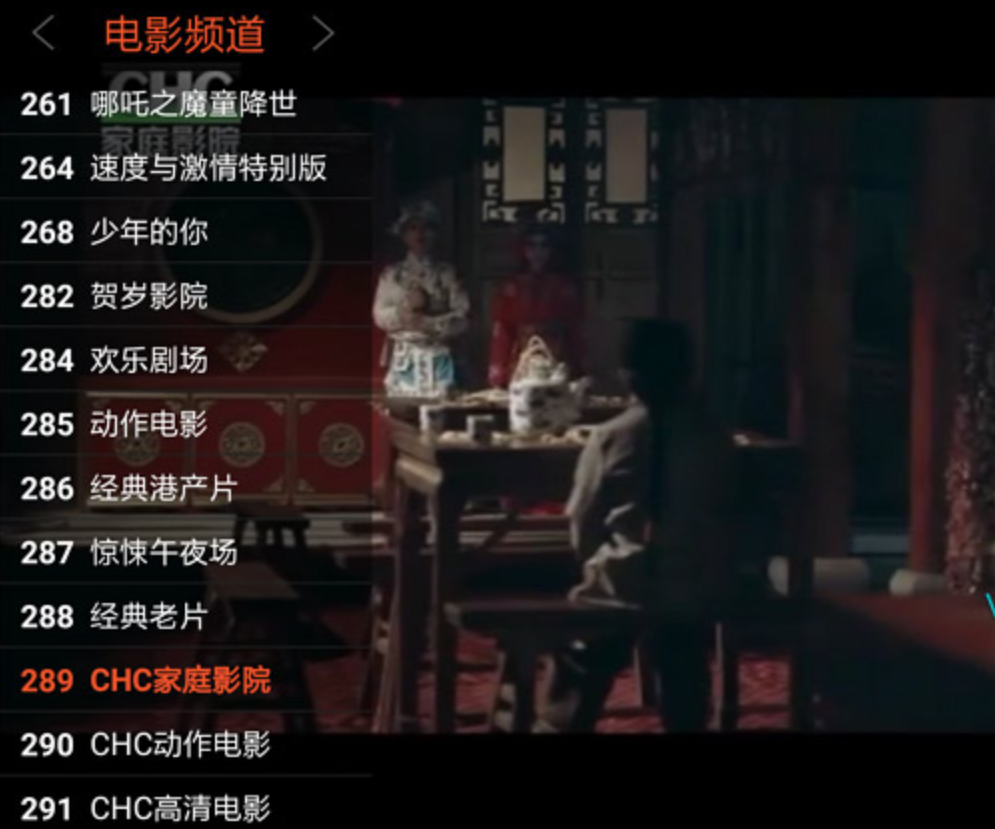 电影频道
CHC
家庭影院
261 哪吒之魔童降世
264 速度与激情特别版
268 少年的你
282 贺岁影院
284 欢乐剧场
285 动作电影
286 经典港产片
287 惊悚午夜场
288 经典老片
289 CHC家庭影院
290 CHC动作电影
291 CHC高清电影